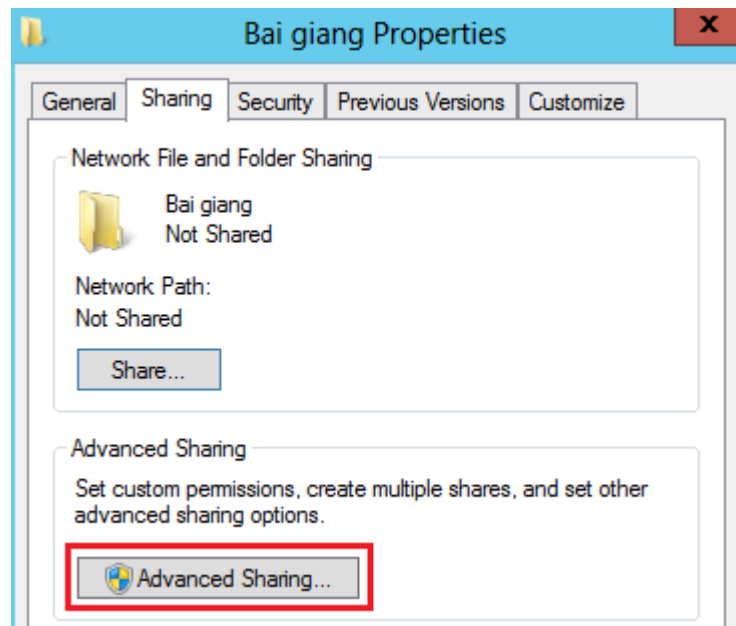 Bai giang Properties
x
General Sharing Security Previous Versions Customize
Network File and Folder Sharing
Bai giang
Not Shared
Network Path:
Not Shared
Share...
Advanced Sharing
Set custom permissions, create multiple shares, and set other
advanced sharing options.
Advanced Sharing...